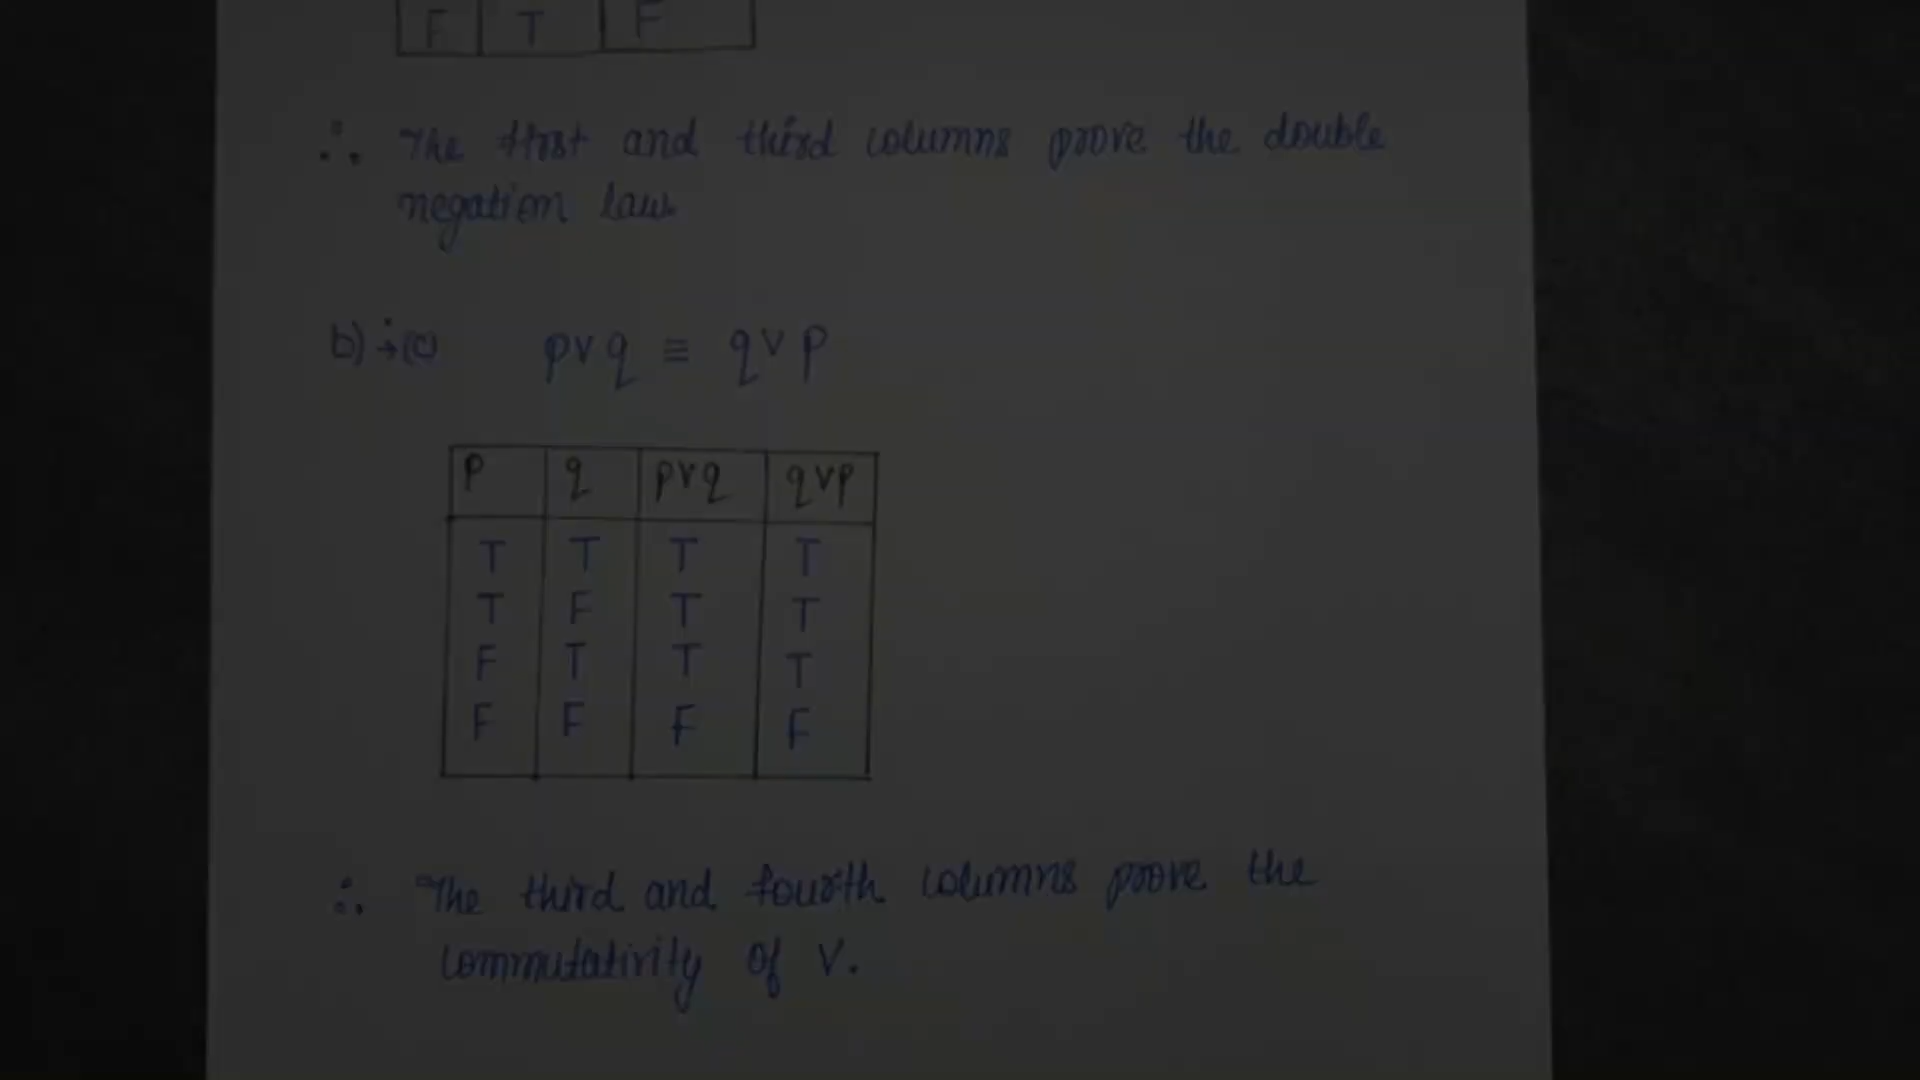 F T F
∴ The first and third columns prove the double
negation law
b) → (i) p∨q ≡ q∨p
p q p∨q q∨p
T T T T
T F T T
F T T T
F F F F
∴ The third and fourth columns prove the
commutativity of ∨.